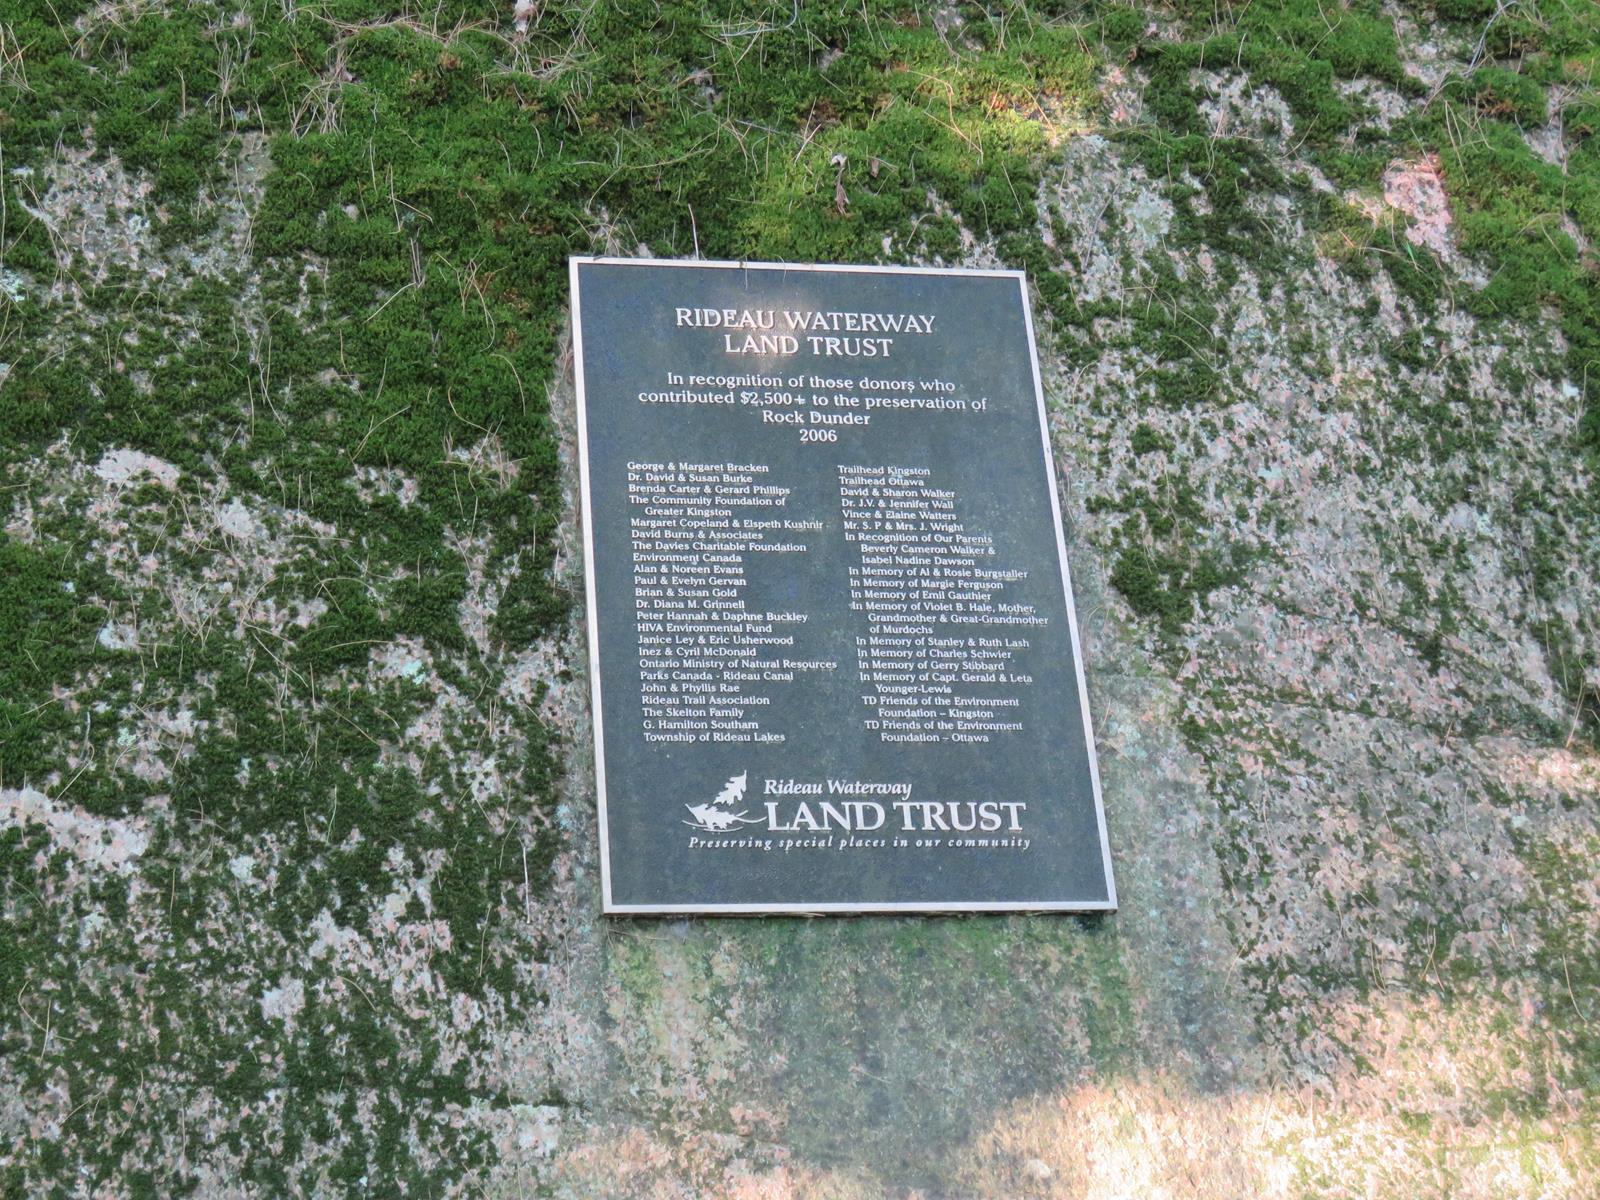 RIDEAU WATERWAY
LAND TRUST
In recognition of those donors who
contributed $2,500+ to the preservation of
Rock Dunder
2006
George & Margaret Bracken
Dr. David & Susan Burke
Brenda Carter & Gerard Phillips
The Community Foundation of
Greater Kingston
Margaret Copeland & Elspeth Kushnir
David Burns & Associates
The Davies Charitable Foundation
Environment Canada
Alan & Noreen Evans
Paul & Evelyn Gervan
Brian & Susan Gold
Dr. Diana M. Grinnell
Peter Hannah & Daphne Buckley
HIVA Environmental Fund
Janice Ley & Eric Usherwood
Inez & Cyril McDonald
Ontario Ministry of Natural Resources
Parks Canada - Rideau Canal
John & Phyllis Rae
Rideau Trail Association
The Skelton Family
G. Hamilton Southam
Township of Rideau Lakes
Trailhead Kingston
Trailhead Ottawa
David & Sharon Walker
Dr. J.V. & Jennifer Wall
Vince & Elaine Watters
Mr. S. P & Mrs. J. Wright
In Recognition of Our Parents
Beverly Cameron Walker &
Isabel Nadine Dawson
In Memory of Al & Rosie Burgstaller
In Memory of Margie Ferguson
In Memory of Emil Gauthier
In Memory of Violet B. Hale, Mother,
Grandmother & Great-Grandmother
of Murdochs
In Memory of Stanley & Ruth Lash
In Memory of Charles Schwier
In Memory of Gerry Stibbard
In Memory of Capt. Gerald & Leta
Younger-Lewis
TD Friends of the Environment
Foundation – Kingston
TD Friends of the Environment
Foundation – Ottawa
Rideau Waterway
LAND TRUST
Preserving special places in our community